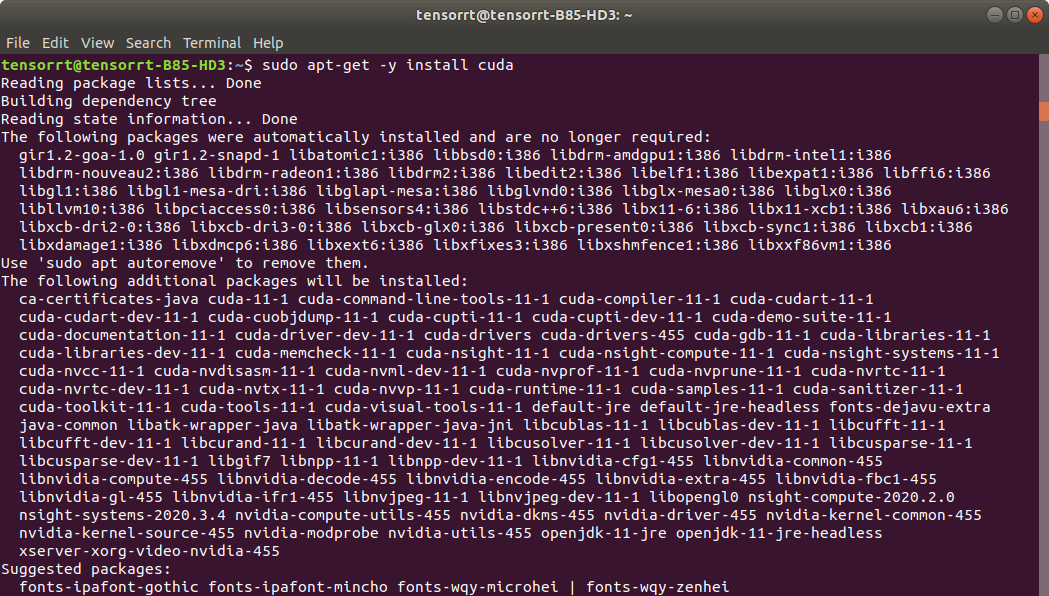 tensorrt@tensorrt-B85-HD3: ~
File Edit View Search Terminal Help
tensorrt@tensorrt-B85-HD3:~$ sudo apt-get -y install cuda
Reading package lists... Done
Building dependency tree
Reading state information... Done
The following packages were automatically installed and are no longer required:
gir1.2-goa-1.0 gir1.2-snapd-1 libatomic1:i386 libbsd0:i386 libdrm-amdgpu1:i386 libdrm-intel1:i386
libdrm-nouveau2:i386 libdrm-radeon1:i386 libdrm2:i386 libedit2:i386 libelf1:i386 libexpat1:i386 libffi6:i386
libgl1:i386 libgl1-mesa-dri:i386 libglapi-mesa:i386 libglvnd0:i386 libglx-mesa0:i386 libglx0:i386
libllvm10:i386 libpciaccess0:i386 libsensors4:i386 libstdc++6:i386 libx11-6:i386 libx11-xcb1:i386 libxau6:i386
libxcb-dri2-0:i386 libxcb-dri3-0:i386 libxcb-glx0:i386 libxcb-present0:i386 libxcb-sync1:i386 libxcb1:i386
libxdamage1:i386 libxdmcp6:i386 libxext6:i386 libxfixes3:i386 libxshmfence1:i386 libxxf86vm1:i386
Use 'sudo apt autoremove' to remove them.
The following additional packages will be installed:
ca-certificates-java cuda-11-1 cuda-command-line-tools-11-1 cuda-compiler-11-1 cuda-cudart-11-1
cuda-cudart-dev-11-1 cuda-cuobjdump-11-1 cuda-cupti-11-1 cuda-cupti-dev-11-1 cuda-demo-suite-11-1
cuda-documentation-11-1 cuda-driver-dev-11-1 cuda-drivers cuda-drivers-455 cuda-gdb-11-1 cuda-libraries-11-1
cuda-libraries-dev-11-1 cuda-memcheck-11-1 cuda-nsight-11-1 cuda-nsight-compute-11-1 cuda-nsight-systems-11-1
cuda-nvcc-11-1 cuda-nvdisasm-11-1 cuda-nvml-dev-11-1 cuda-nvprof-11-1 cuda-nvprune-11-1 cuda-nvrtc-11-1
cuda-nvrtc-dev-11-1 cuda-nvtx-11-1 cuda-nvvp-11-1 cuda-runtime-11-1 cuda-samples-11-1 cuda-sanitizer-11-1
cuda-toolkit-11-1 cuda-tools-11-1 cuda-visual-tools-11-1 default-jre default-jre-headless fonts-dejavu-extra
java-common libatk-wrapper-java libatk-wrapper-java-jni libcublas-11-1 libcublas-dev-11-1 libcufft-11-1
libcufft-dev-11-1 libcurand-11-1 libcurand-dev-11-1 libcusolver-11-1 libcusolver-dev-11-1 libcusparse-11-1
libcusparse-dev-11-1 libgif7 libnpp-11-1 libnpp-dev-11-1 libnvidia-cfg1-455 libnvidia-common-455
libnvidia-compute-455 libnvidia-decode-455 libnvidia-encode-455 libnvidia-extra-455 libnvidia-fbc1-455
libnvidia-gl-455 libnvidia-ifr1-455 libnvjpeg-11-1 libnvjpeg-dev-11-1 libopengl0 nsight-compute-2020.2.0
nsight-systems-2020.3.4 nvidia-compute-utils-455 nvidia-dkms-455 nvidia-driver-455 nvidia-kernel-common-455
nvidia-kernel-source-455 nvidia-modprobe nvidia-utils-455 openjdk-11-jre openjdk-11-jre-headless
xserver-xorg-video-nvidia-455
Suggested packages:
fonts-ipafont-gothic fonts-ipafont-mincho fonts-wqy-microhei | fonts-wqy-zenhei